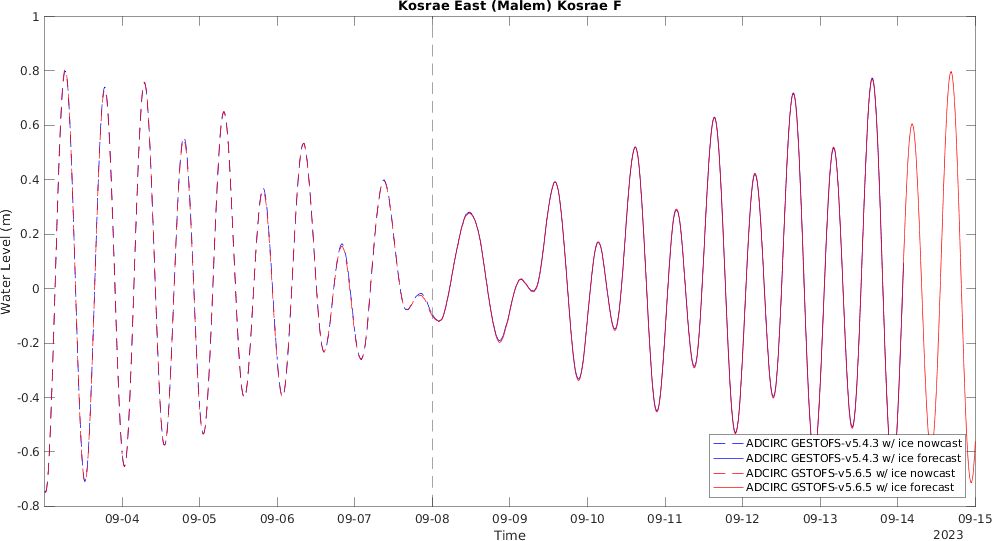 Kosrae East (Malem) Kosrae F
Water Level (m)
1
0.8
0.6
0.4
0.2
0
-0.2
-0.4
-0.6
-0.8
ADCIRC GESTOFS-v5.4.3 w/ ice nowcast
ADCIRC GESTOFS-v5.4.3 w/ ice forecast
ADCIRC GSTOFS-v5.6.5 w/ ice nowcast
ADCIRC GSTOFS-v5.6.5 w/ ice forecast
09-04 09-05 09-06 09-07 09-08 09-09 09-10 09-11 09-12 09-13 09-14 09-15
Time
2023